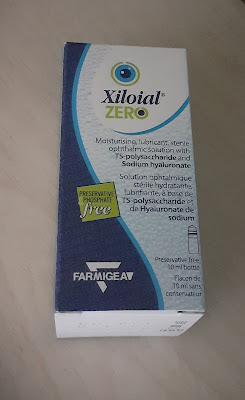 Xiloial®
ZERO
Moisturising, lubricant, sterile
ophthalmic solution with
TS-polysaccharide and
Sodium hyaluronate
Solution ophtalmique
stérile hydratante,
lubrifiante, à base de
TS-polysaccharide et
de Hyaluronate de
sodium
PRESERVATIVE
PHOSPHATE
free
Preservative free
10 ml bottle
Flacon de
10 ml sans
conservateur
FARMIGEA